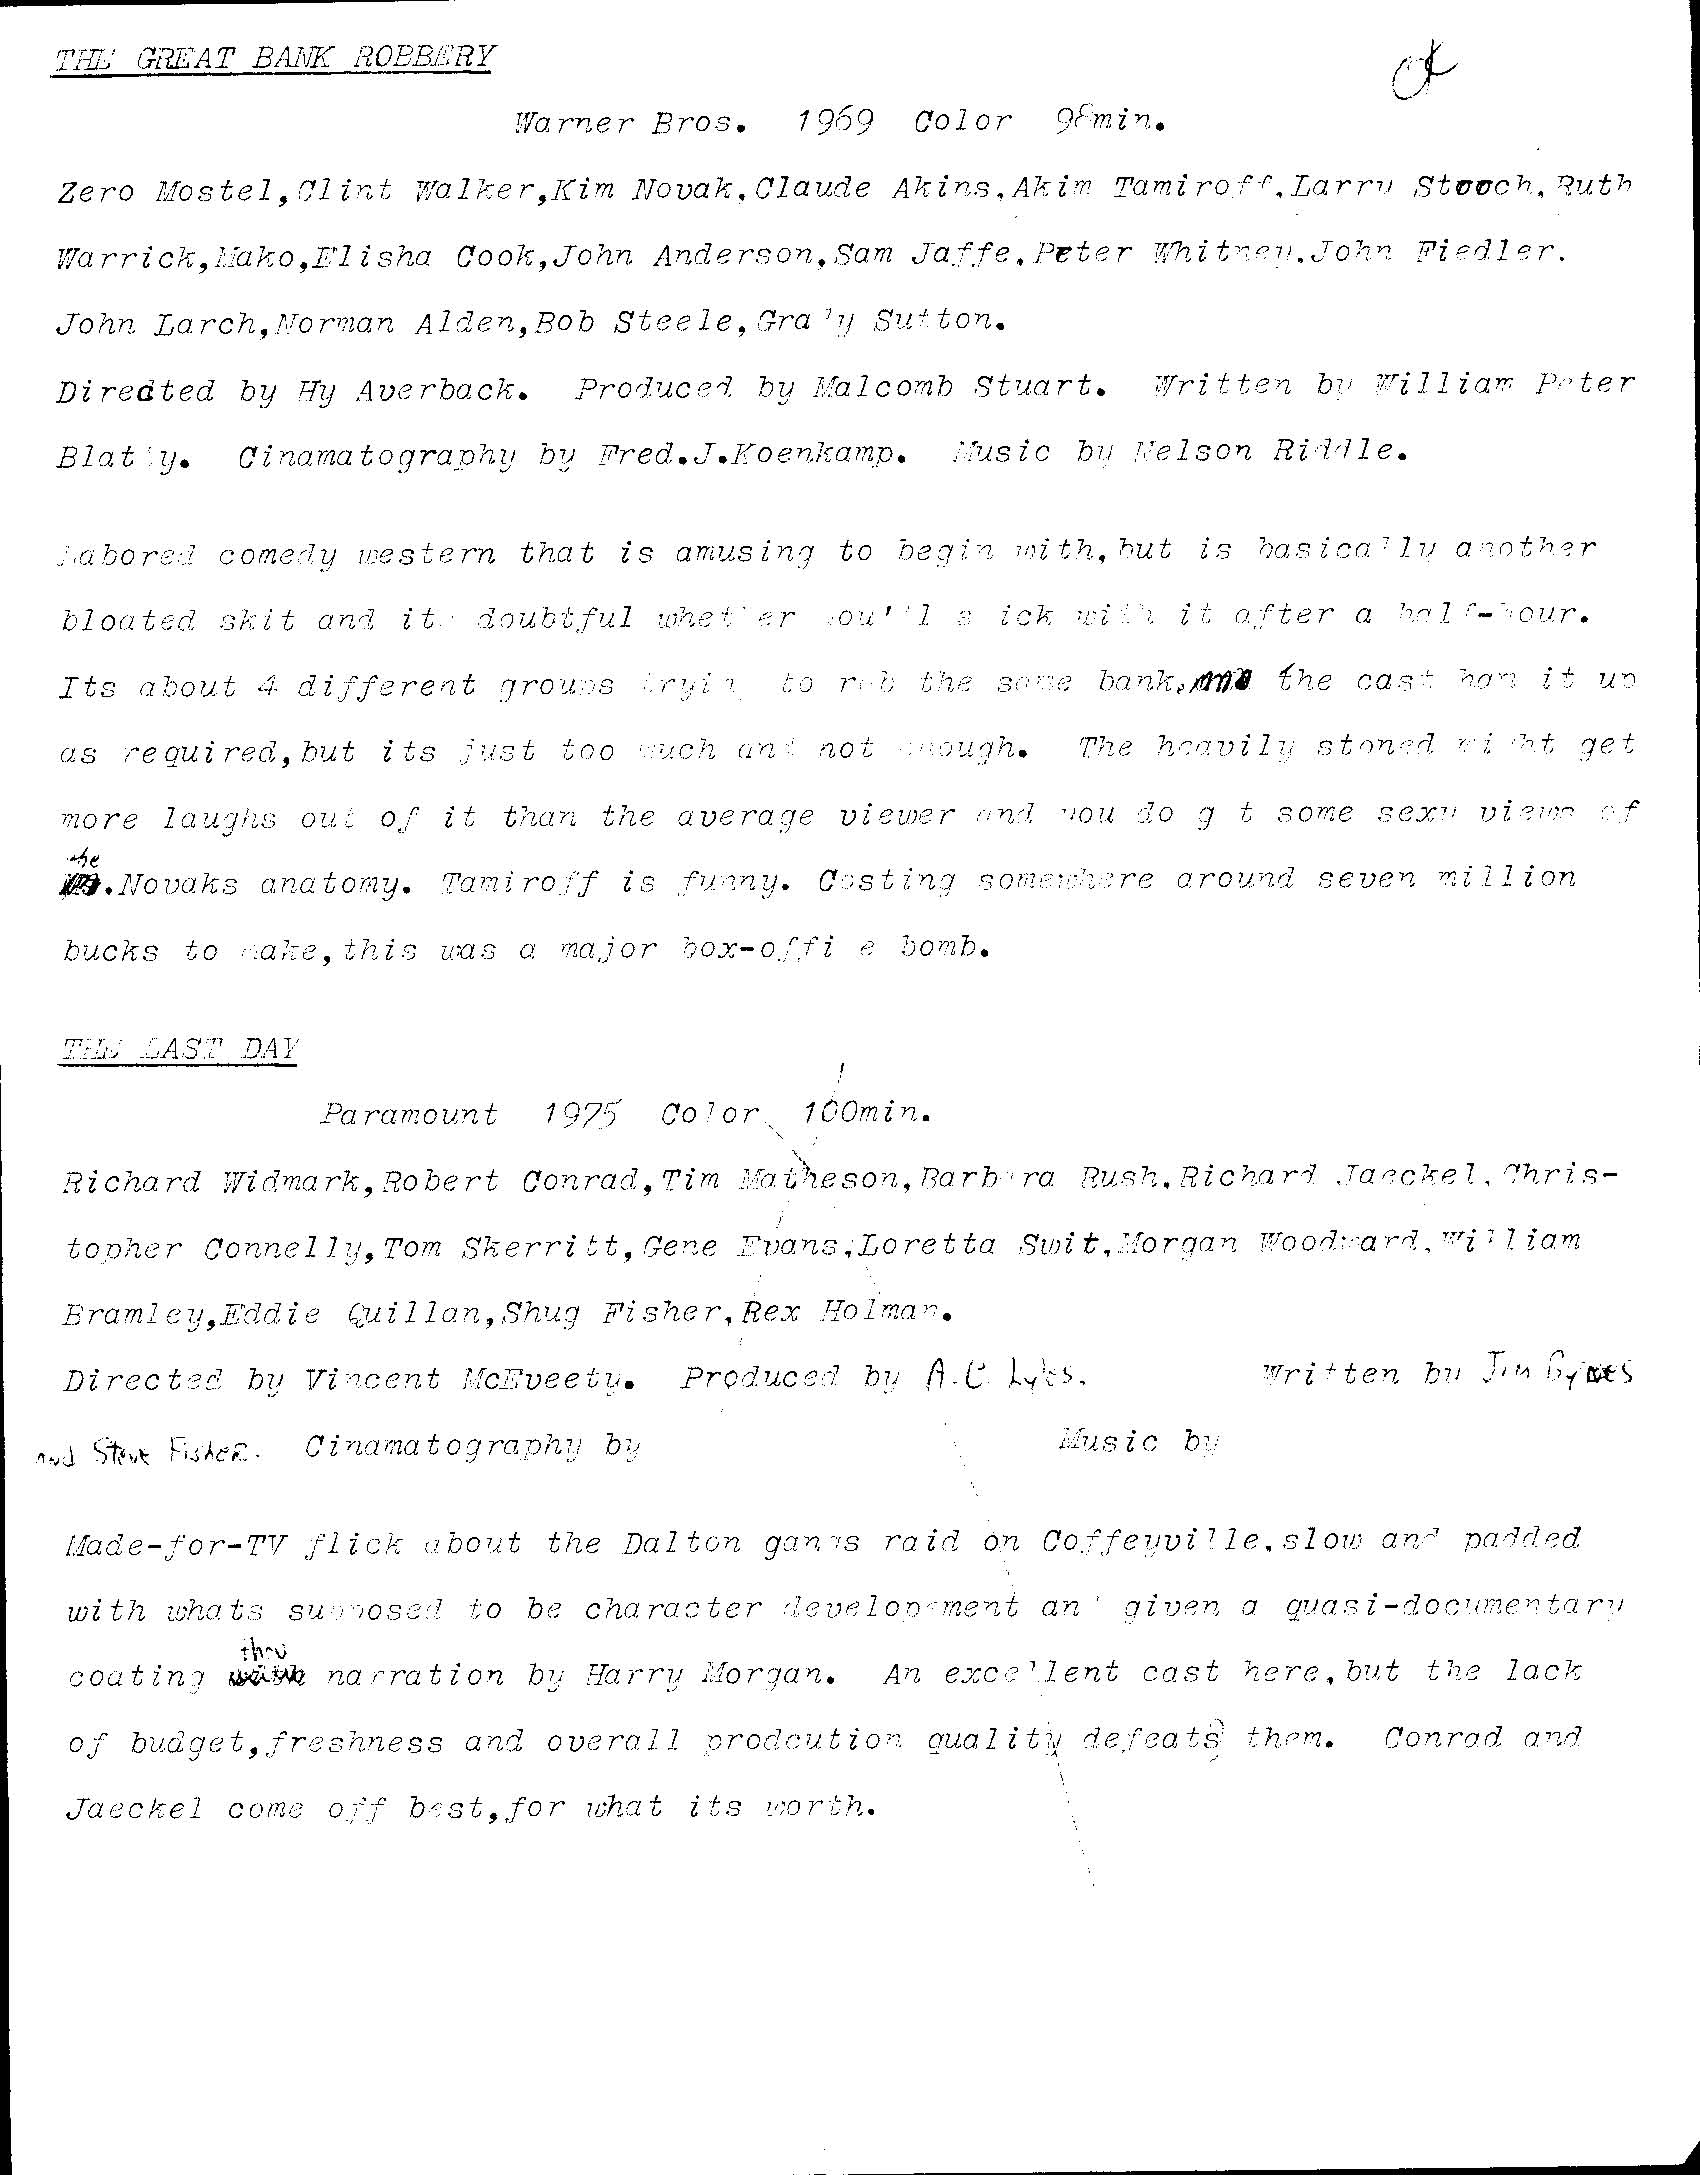 THE GREAT BANK ROBBERY
Warner Bros. 1969 Color 98min.
Zero Mostel,Clint Walker,Kim Novak,Claude Akins,Akim Tamiroff,Larry Stooch,Ruth
Warrick,Mako,Elisha Cook,John Anderson,Sam Jaffe,Peter Whitney,John Fiedler.
John Larch,Norman Alden,Bob Steele,Grady Sutton.
Diredted by Hy Averback. Produced by Malcomb Stuart. Written by William Peter
Blatty. Cinamatography by Fred.J.Koenkamp. Music by Nelson Riddle.
Labored comedy western that is amusing to begin with,but is basically another
bloated skit and its doubtful whether you'll stick with it after a half-hour.
Its about 4 different groups trying to rob the same bank, the cast ham it up
as required,but its just too much and not enough. The heavily stoned might get
more laughs out of it than the average viewer and you do get some sexy views of
the
.Novaks anatomy. Tamiroff is funny. Costing somewhere around seven million
bucks to make,this was a major box-office bomb.
THE LAST DAY
Paramount 1975 Color 100min.
Richard Widmark,Robert Conrad,Tim Matheson,Barbara Rush,Richard Jaeckel,Chris-
topher Connelly,Tom Skerritt,Gene Evans,Loretta Swit,Morgan Woodward,William
Bramley,Eddie Quillan,Shug Fisher,Rex Holman.
Directed by Vincent McEveety. Produced by A.C. Lyles. Written by Jim Byrnes
and Steve Fisher. Cinamatography by Music by
Made-for-TV flick about the Dalton gangs raid on Coffeyville,slow and padded
with whats supposed to be character developement and given a quasi-documentary
thru
coating with narration by Harry Morgan. An excellent cast here,but the lack
of budget,freshness and overall prodcution quality defeats them. Conrad and
Jaeckel come off best,for what its worth.